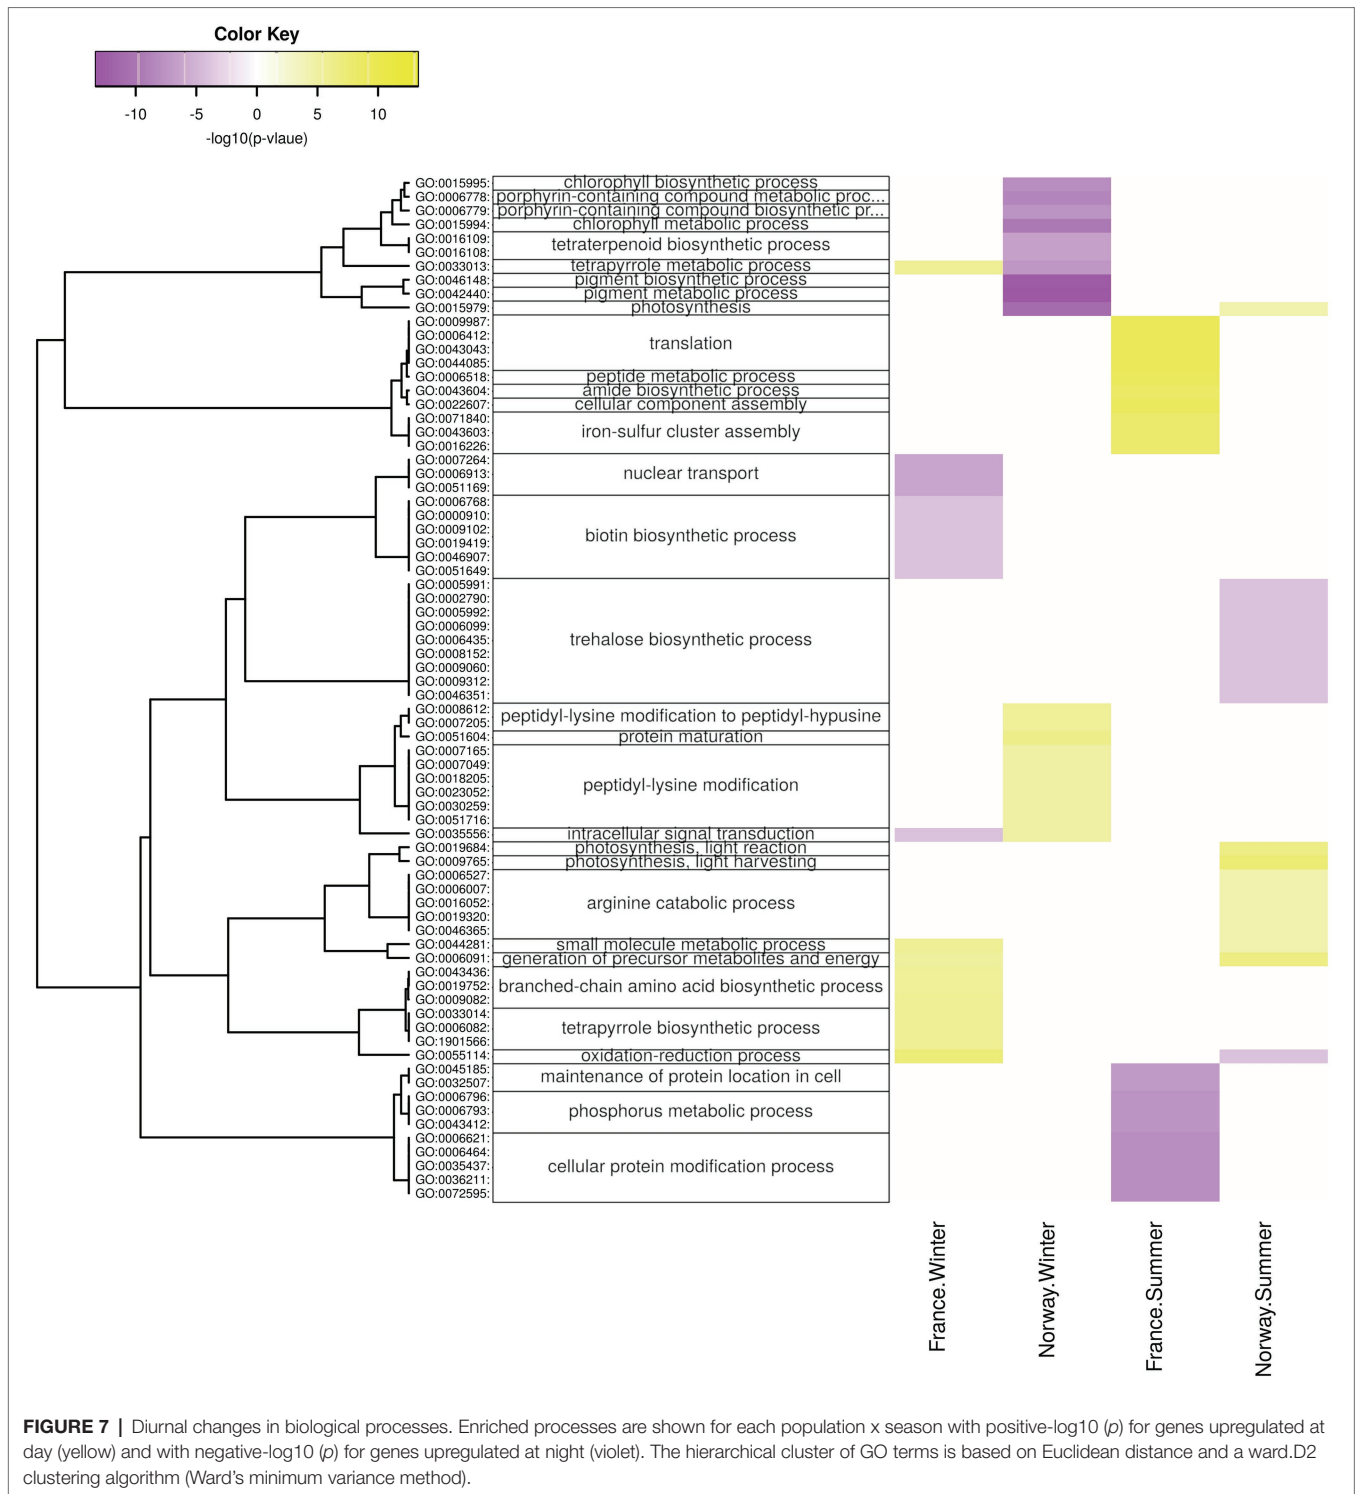 Color Key
-10 -5 0 5 10
-log10(p-vlaue)
GO:0015995: chlorophyll biosynthetic process
GO:0006778: porphyrin-containing compound metabolic proc...
GO:0006779: porphyrin-containing compound biosynthetic pr...
GO:0015994: chlorophyll metabolic process
GO:0016109:
tetraterpenoid biosynthetic process
GO:0016108:
GO:0033013: tetrapyrrole metabolic process
GO:0046148: pigment biosynthetic process
GO:0042440: pigment metabolic process
GO:0015979: photosynthesis
GO:0009987:
GO:0006412:
translation
GO:0043043:
GO:0044085:
GO:0006518: peptide metabolic process
GO:0043604: amide biosynthetic process
GO:0022607: cellular component assembly
GO:0071840:
GO:0043603: iron-sulfur cluster assembly
GO:0016226:
GO:0007264:
GO:0006913: nuclear transport
GO:0051169:
GO:0006768:
GO:0000910:
GO:0009102:
biotin biosynthetic process
GO:0019419:
GO:0046907:
GO:0051649:
GO:0005991:
GO:0002790:
GO:0005992:
GO:0006099:
GO:0006435: trehalose biosynthetic process
GO:0008152:
GO:0009060:
GO:0009312:
GO:0046351:
GO:0008612:
peptidyl-lysine modification to peptidyl-hypusine
GO:0007205:
GO:0051604: protein maturation
GO:0007165:
GO:0007049:
GO:0018205:
peptidyl-lysine modification
GO:0023052:
GO:0030259:
GO:0051716:
GO:0035556: intracellular signal transduction
GO:0019684: photosynthesis, light reaction
GO:0009765: photosynthesis, light harvesting
GO:0006527:
GO:0006007:
GO:0016052: arginine catabolic process
GO:0019320:
GO:0046365:
GO:0044281: small molecule metabolic process
GO:0006091: generation of precursor metabolites and energy
GO:0043436:
GO:0019752: branched-chain amino acid biosynthetic process
GO:0009082:
GO:0033014:
GO:0006082: tetrapyrrole biosynthetic process
GO:1901566:
GO:0055114: oxidation-reduction process
GO:0045185:
maintenance of protein location in cell
GO:0032507:
GO:0006796:
GO:0006793: phosphorus metabolic process
GO:0043412:
GO:0006621:
GO:0006464:
GO:0035437: cellular protein modification process
GO:0036211:
GO:0072595:
France.Winter
Norway.Winter
France.Summer
Norway.Summer
FIGURE 7 | Diurnal changes in biological processes. Enriched processes are shown for each population x season with positive-log10 (p) for genes upregulated at
day (yellow) and with negative-log10 (p) for genes upregulated at night (violet). The hierarchical cluster of GO terms is based on Euclidean distance and a ward.D2
clustering algorithm (Ward's minimum variance method).